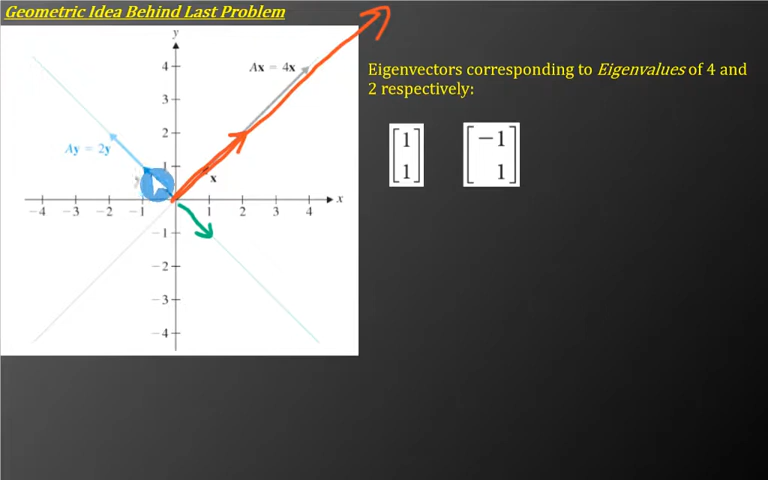 Geometric Idea Behind Last Problem
y
4
Ax = 4x
3
2
Ay = 2y
1
x
-4 -3 -2 -1 1 2 3 4 x
-1
-2
-3
-4
Eigenvectors corresponding to Eigenvalues of 4 and
2 respectively:
1 -1
1 1